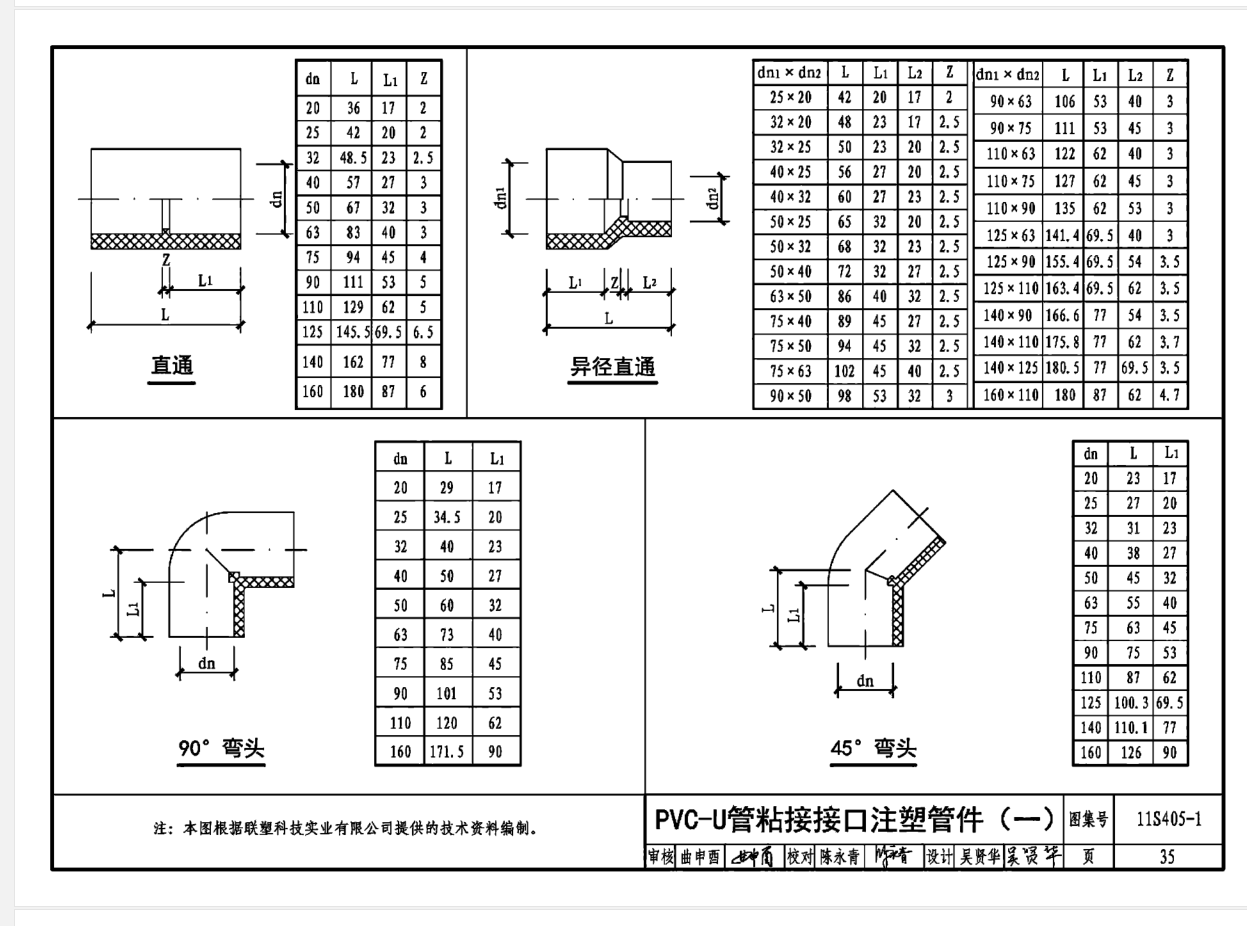 dn L L1 Z
20 36 17 2
25 42 20 2
32 48.5 23 2.5
40 57 27 3
50 67 32 3
63 83 40 3
75 94 45 4
90 111 53 5
110 129 62 5
125 145.5 69.5 6.5
140 162 77 8
160 180 87 6
dn
Z
L1
L
直通
dn1
dn2
L1 Z L2
L
异径直通
dn1×dn2 L L1 L2 Z
25×20 42 20 17 2
32×20 48 23 17 2.5
32×25 50 23 20 2.5
40×25 56 27 20 2.5
40×32 60 27 23 2.5
50×25 65 32 20 2.5
50×32 68 32 23 2.5
50×40 72 32 27 2.5
63×50 86 40 32 2.5
75×40 89 45 27 2.5
75×50 94 45 32 2.5
75×63 102 45 40 2.5
90×50 98 53 32 3
dn1×dn2 L L1 L2 Z
90×63 106 53 40 3
90×75 111 53 45 3
110×63 122 62 40 3
110×75 127 62 45 3
110×90 135 62 53 3
125×63 141.4 69.5 40 3
125×90 155.4 69.5 54 3.5
125×110 163.4 69.5 62 3.5
140×90 166.6 77 54 3.5
140×110 175.8 77 62 3.7
140×125 180.5 77 69.5 3.5
160×110 180 87 62 4.7
L
L1
dn
90° 弯头
dn L L1
20 29 17
25 34.5 20
32 40 23
40 50 27
50 60 32
63 73 40
75 85 45
90 101 53
110 120 62
160 171.5 90
L
L1
dn
45° 弯头
dn L L1
20 23 17
25 27 20
32 31 23
40 38 27
50 45 32
63 55 40
75 63 45
90 75 53
110 87 62
125 100.3 69.5
140 110.1 77
160 126 90
注：本图根据联塑科技实业有限公司提供的技术资料编制。
PVC-U管粘接接口注塑管件（一） 图集号 11S405-1
审核 曲申酉 曲申酉 校对 陈永青 陈永青 设计 吴贤华 吴贤华 页 35